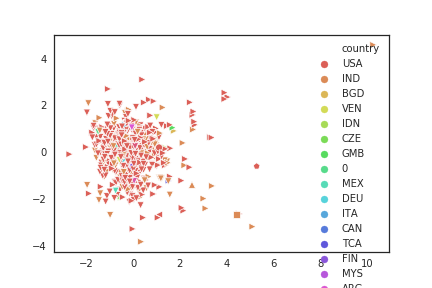 country
USA
IND
BGD
VEN
IDN
CZE
GMB
0
MEX
DEU
ITA
CAN
TCA
FIN
MYS
ARG
4
2
0
−2
−4
−2 0 2 4 6 8 10